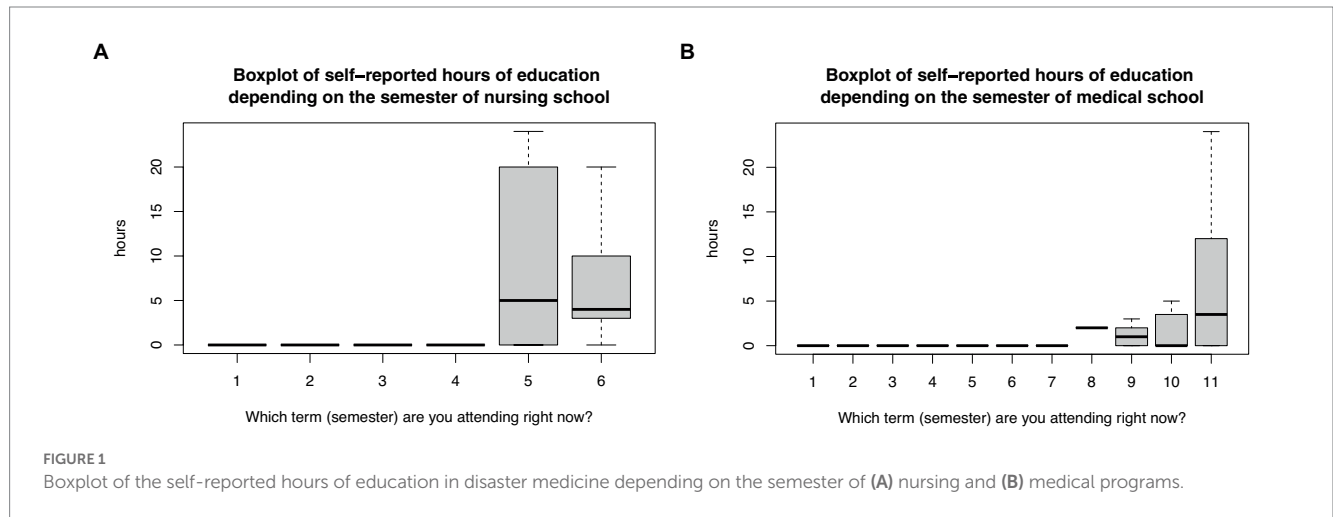 A
Boxplot of self–reported hours of education
depending on the semester of nursing school
hours
20
15
10
5
0
1 2 3 4 5 6
Which term (semester) are you attending right now?
B
Boxplot of self–reported hours of education
depending on the semester of medical school
hours
20
15
10
5
0
1 2 3 4 5 6 7 8 9 10 11
Which term (semester) are you attending right now?
FIGURE 1
Boxplot of the self-reported hours of education in disaster medicine depending on the semester of (A) nursing and (B) medical programs.